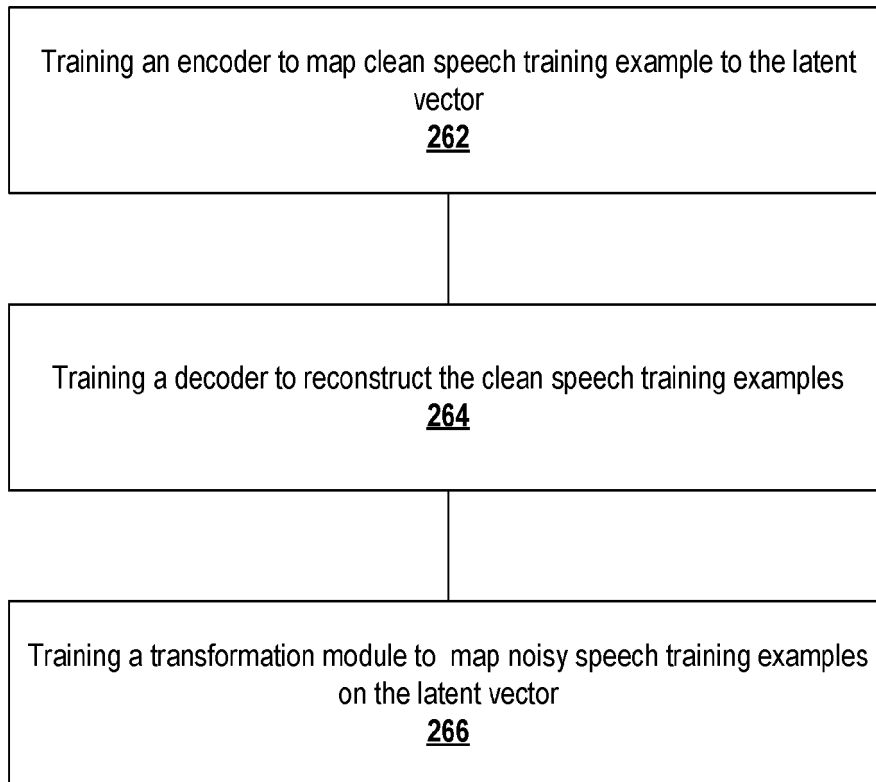 Training an encoder to map clean speech training example to the latent
vector
262
Training a decoder to reconstruct the clean speech training examples
264
Training a transformation module to map noisy speech training examples
on the latent vector
266